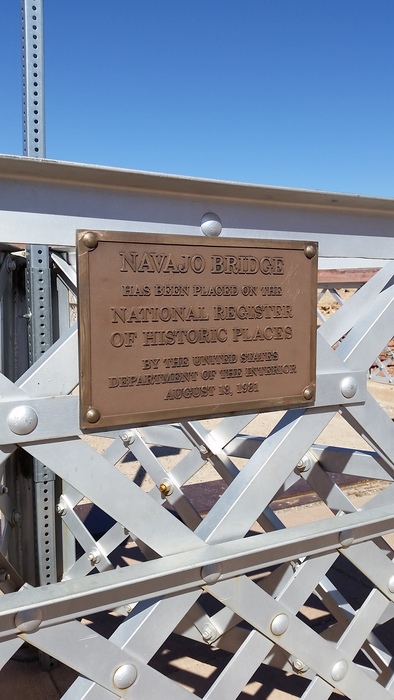 NAVAJO BRIDGE
HAS BEEN PLACED ON THE
NATIONAL REGISTER
OF HISTORIC PLACES
BY THE UNITED STATES
DEPARTMENT OF THE INTERIOR
AUGUST 13, 1981